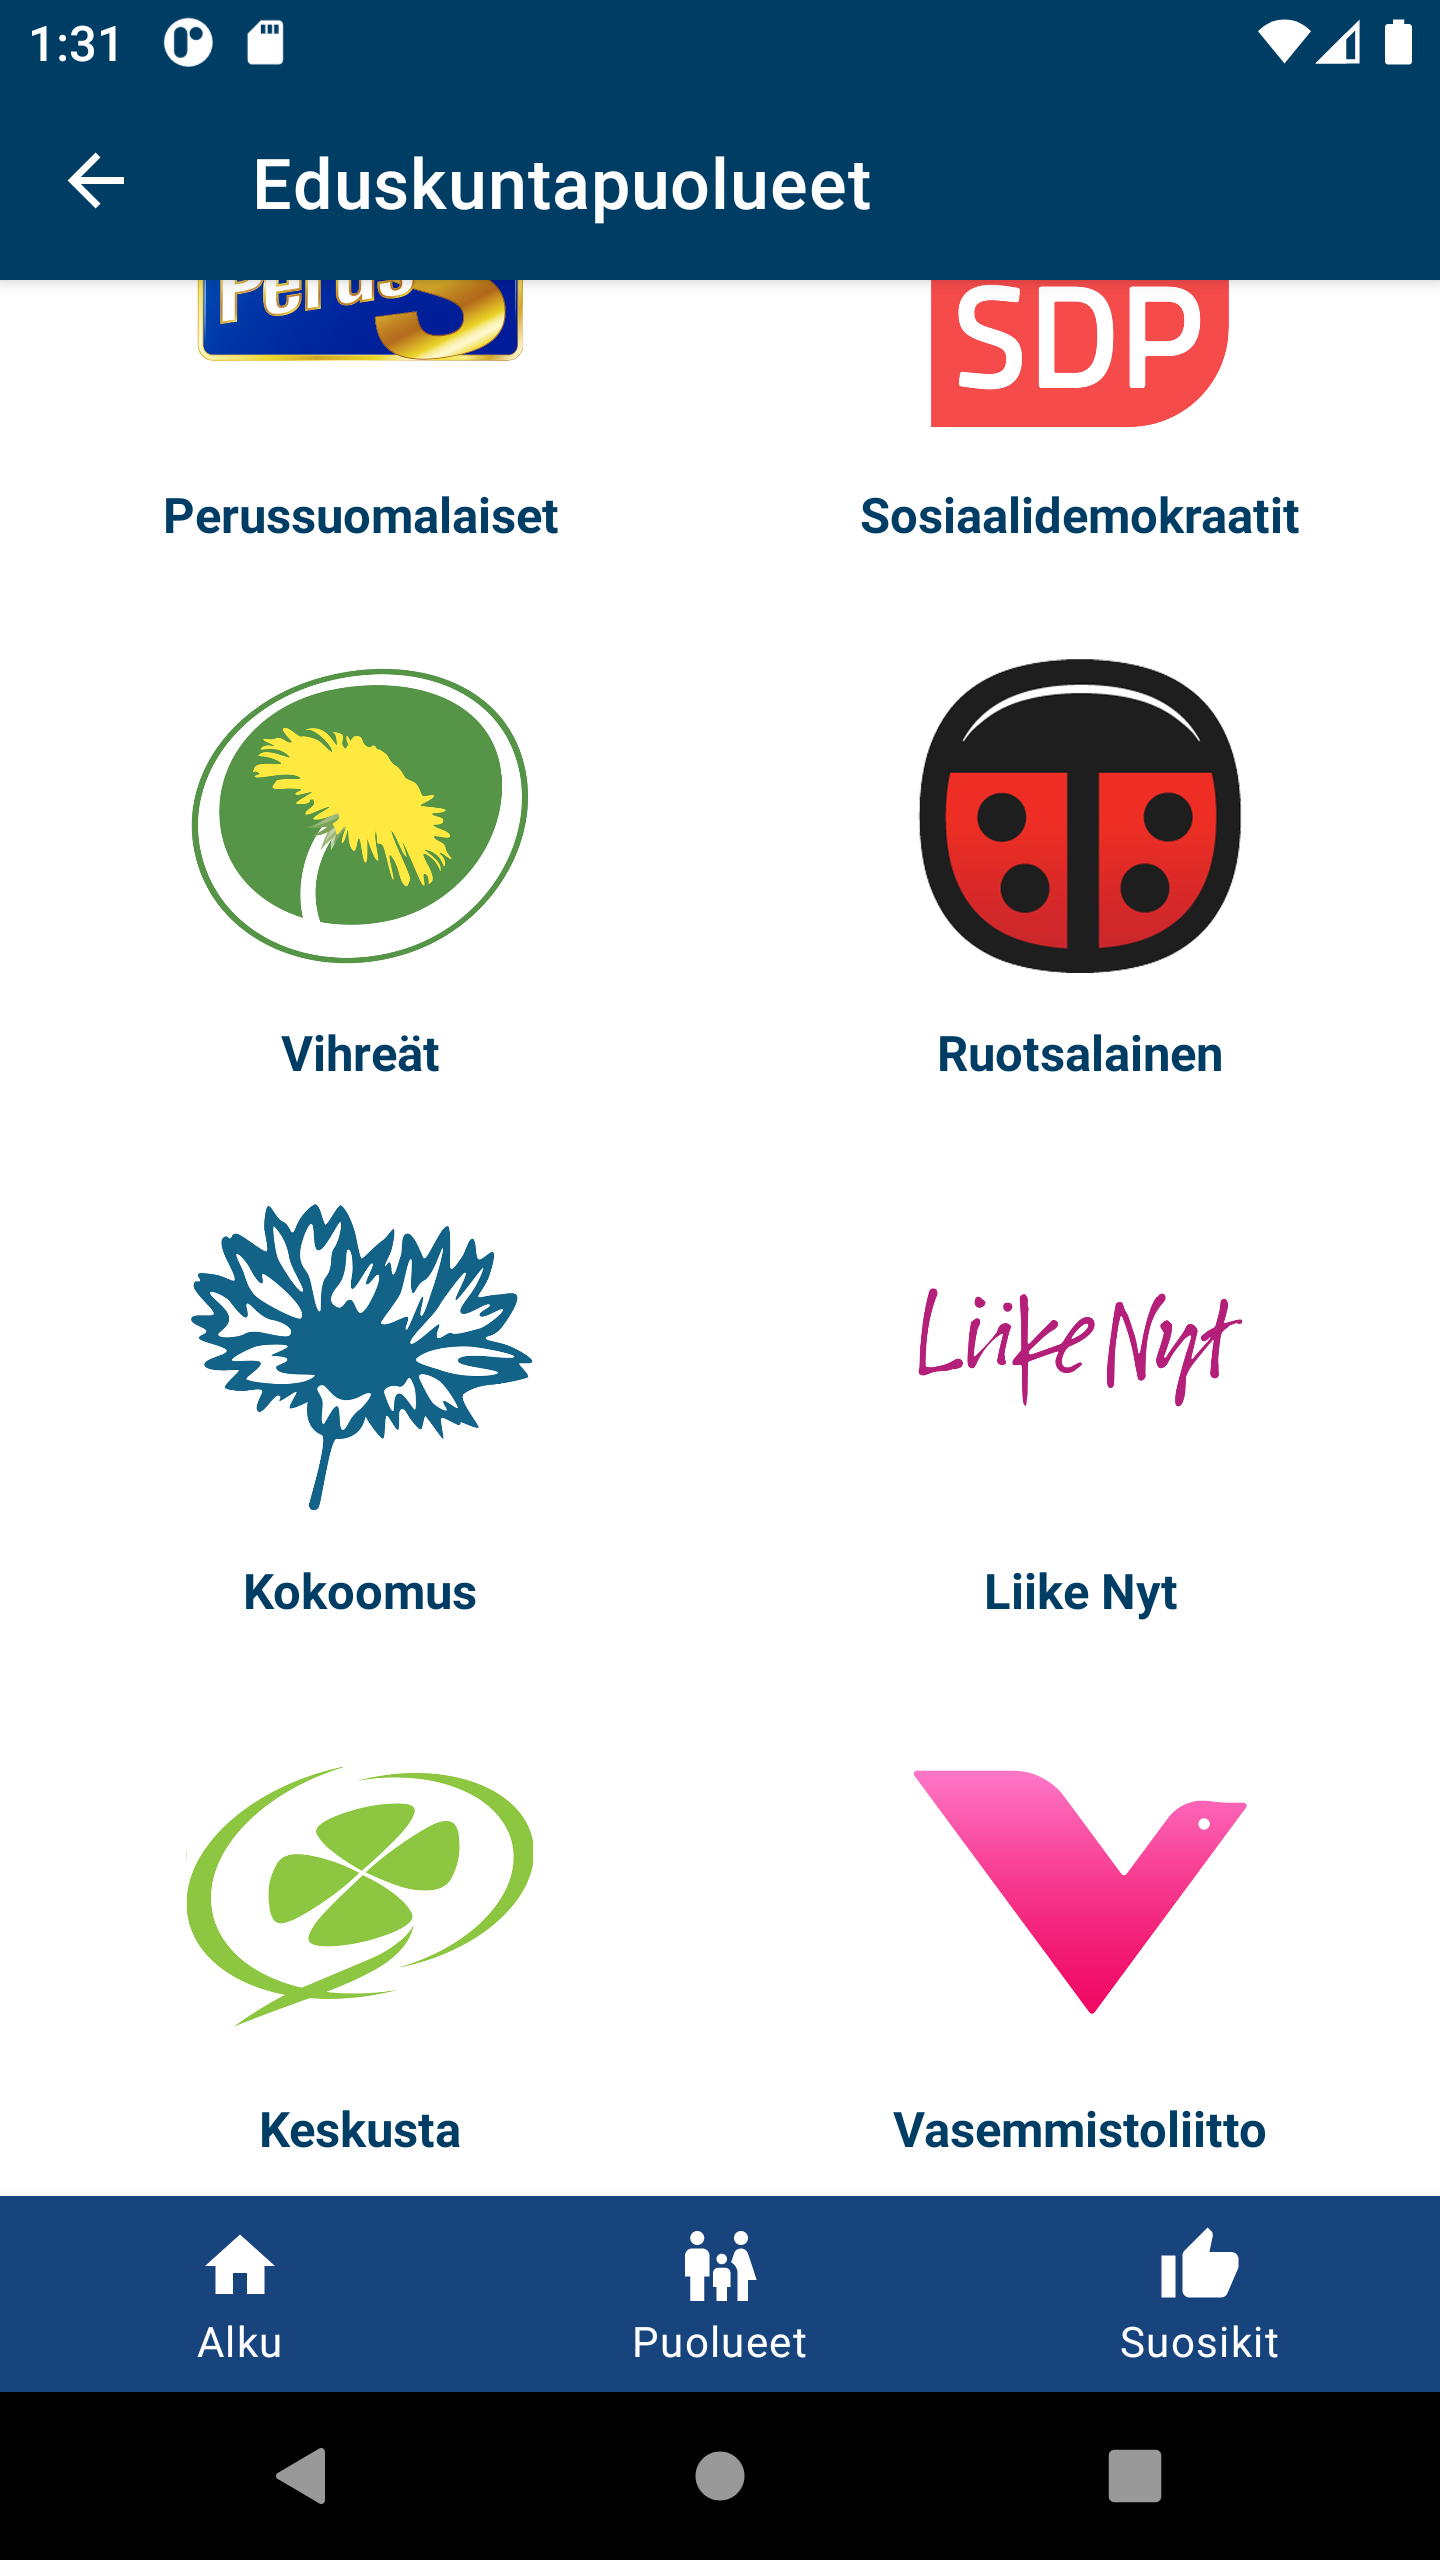 1:31
Eduskuntapuolueet
Perus
SDP
Perussuomalaiset
Sosiaalidemokraatit
Vihreät
Ruotsalainen
Liike Nyt
Kokoomus
Liike Nyt
Keskusta
Vasemmistoliitto
Alku
Puolueet
Suosikit